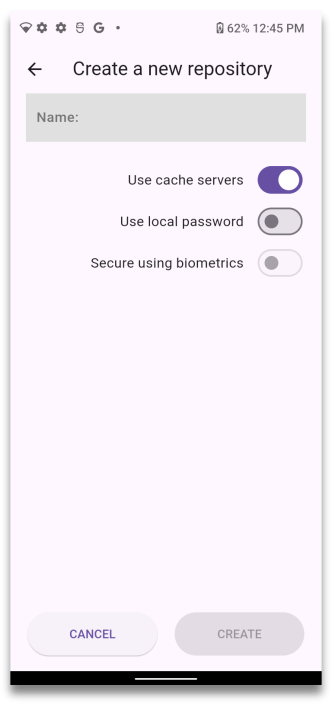 62% 12:45 PM
Create a new repository
Name:
Use cache servers
Use local password
Secure using biometrics
CANCEL CREATE